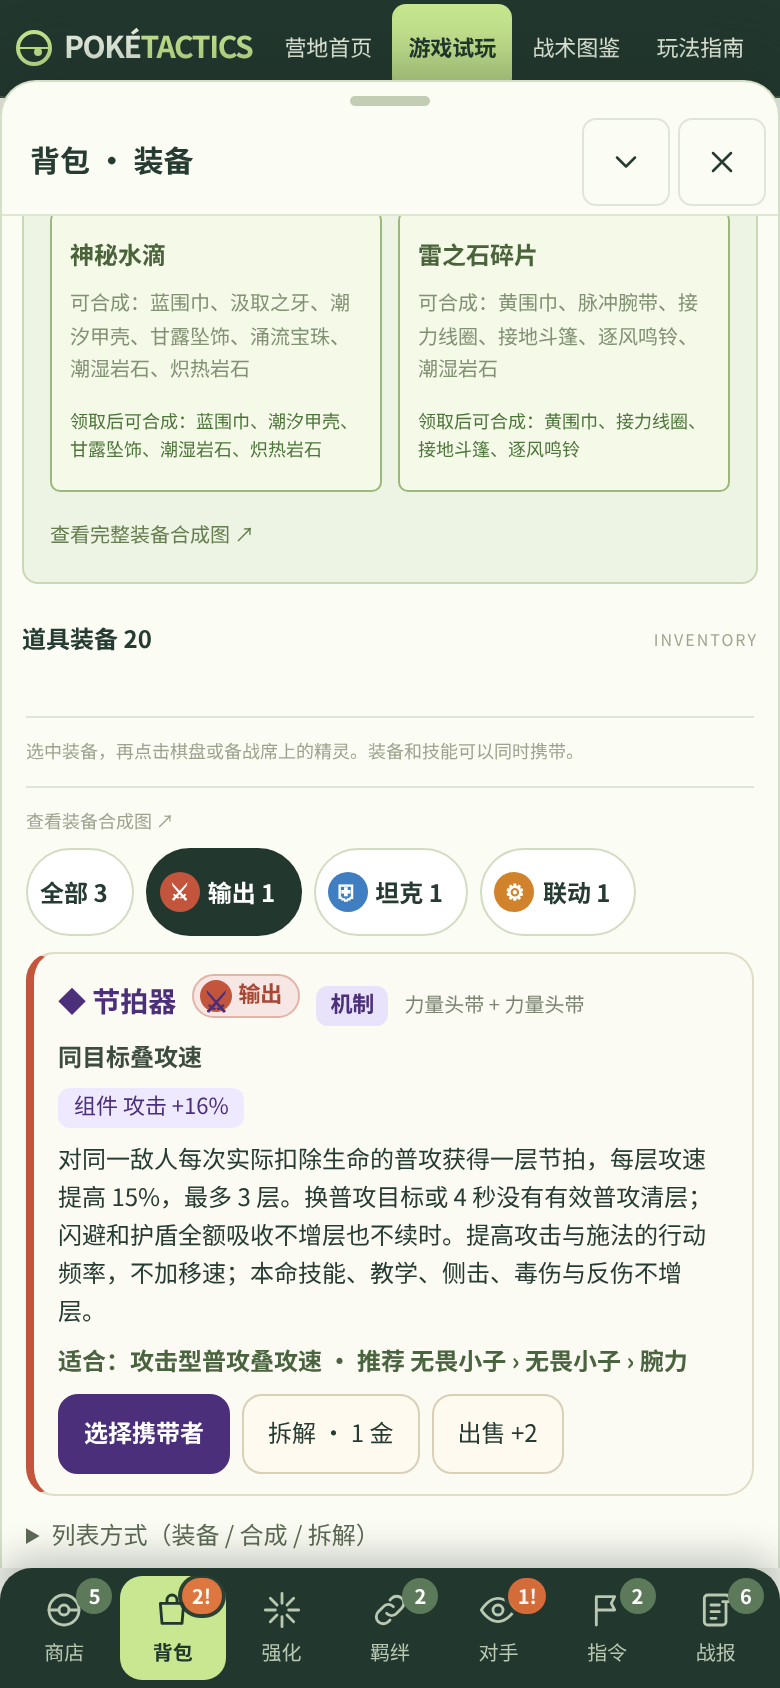 POKÉTACTICS 营地首页 游戏试玩 战术图鉴 玩法指南
背包 · 装备
神秘水滴
可合成：蓝围巾、汲取之牙、潮
汐甲壳、甘露坠饰、涌流宝珠、
潮湿岩石、炽热岩石
领取后可合成：蓝围巾、潮汐甲壳、
甘露坠饰、潮湿岩石、炽热岩石
雷之石碎片
可合成：黄围巾、脉冲腕带、接
力线圈、接地斗篷、逐风鸣铃、
潮湿岩石
领取后可合成：黄围巾、接力线圈、
接地斗篷、逐风鸣铃
查看完整装备合成图 ↗
道具装备 20 INVENTORY
选中装备，再点击棋盘或备战席上的精灵。装备和技能可以同时携带。
查看装备合成图 ↗
全部 3 输出 1 坦克 1 联动 1
◆ 节拍器 输出 机制 力量头带 + 力量头带
同目标叠攻速
组件 攻击 +16%
对同一敌人每次实际扣除生命的普攻获得一层节拍，每层攻速
提高 15%，最多 3 层。换普攻目标或 4 秒没有有效普攻清层；
闪避和护盾全额吸收不增层也不续时。提高攻击与施法的行动
频率，不加移速；本命技能、教学、侧击、毒伤与反伤不增
层。
适合：攻击型普攻叠攻速 · 推荐 无畏小子 › 无畏小子 › 腕力
选择携带者 拆解 · 1 金 出售 +2
▶ 列表方式（装备 / 合成 / 拆解）
5 2! 2 1! 2 6
商店 背包 强化 羁绊 对手 指令 战报